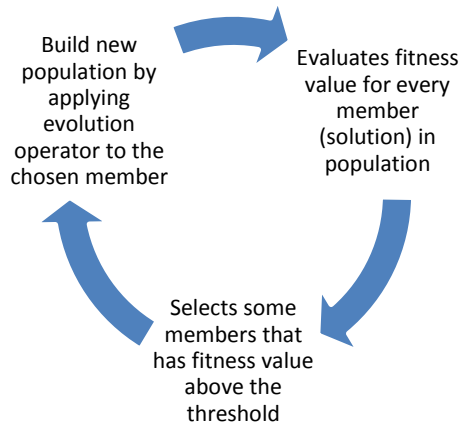 Build new
population by
applying
evolution
operator to the
chosen member
Evaluates fitness
value for every
member
(solution) in
population
Selects some
members that
has fitness value
above the
threshold